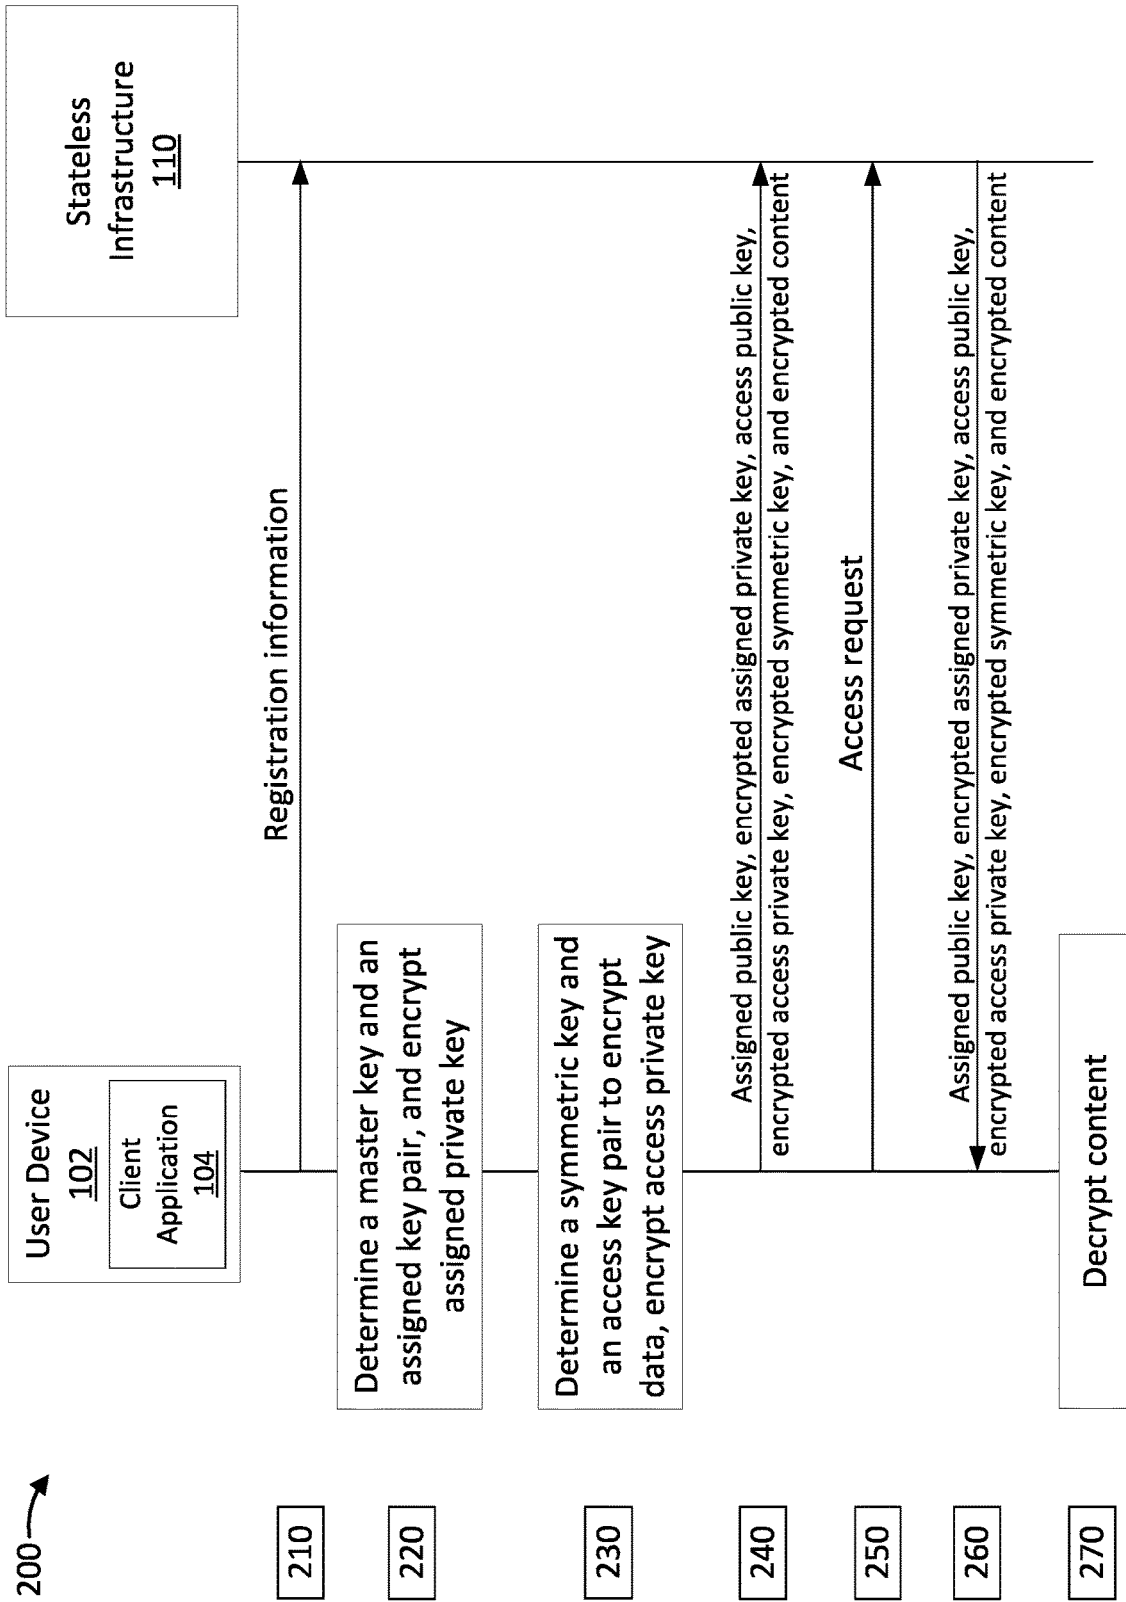 200
User Device
102
Client
Application
104
Stateless
Infrastructure
110
210
Registration information
220
Determine a master key and an
assigned key pair, and encrypt
assigned private key
230
Determine a symmetric key and
an access key pair to encrypt
data, encrypt access private key
240
Assigned public key, encrypted assigned private key, access public key,
encrypted access private key, encrypted symmetric key, and encrypted content
250
Access request
260
Assigned public key, encrypted assigned private key, access public key,
encrypted access private key, encrypted symmetric key, and encrypted content
270
Decrypt content